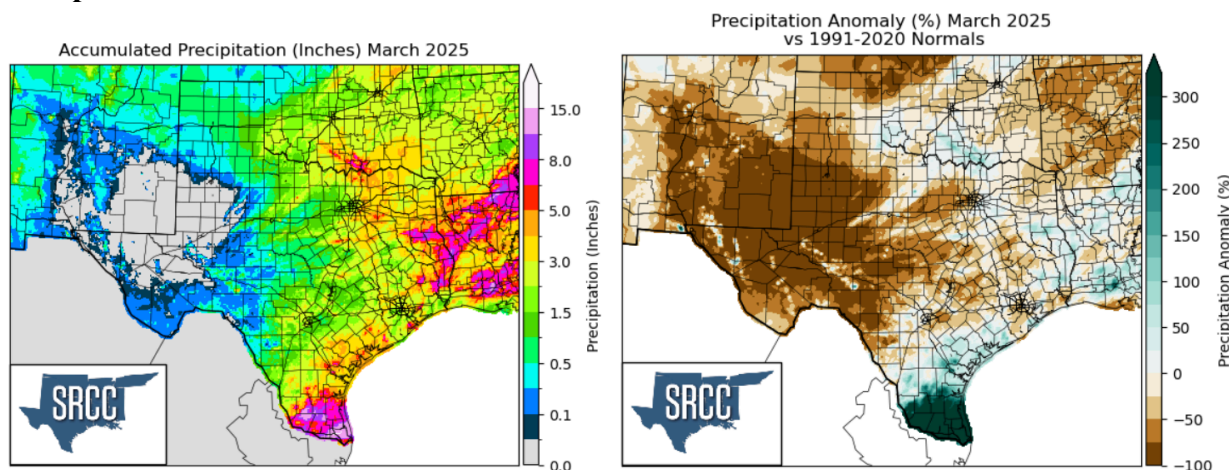 Accumulated Precipitation (Inches) March 2025
15.0
8.0
5.0
3.0
1.5
0.5
0.1
0.0
Precipitation (Inches)
SRCC
Precipitation Anomaly (%) March 2025
vs 1991-2020 Normals
300
250
200
150
100
50
0
−50
−100
Precipitation Anomaly (%)
SRCC